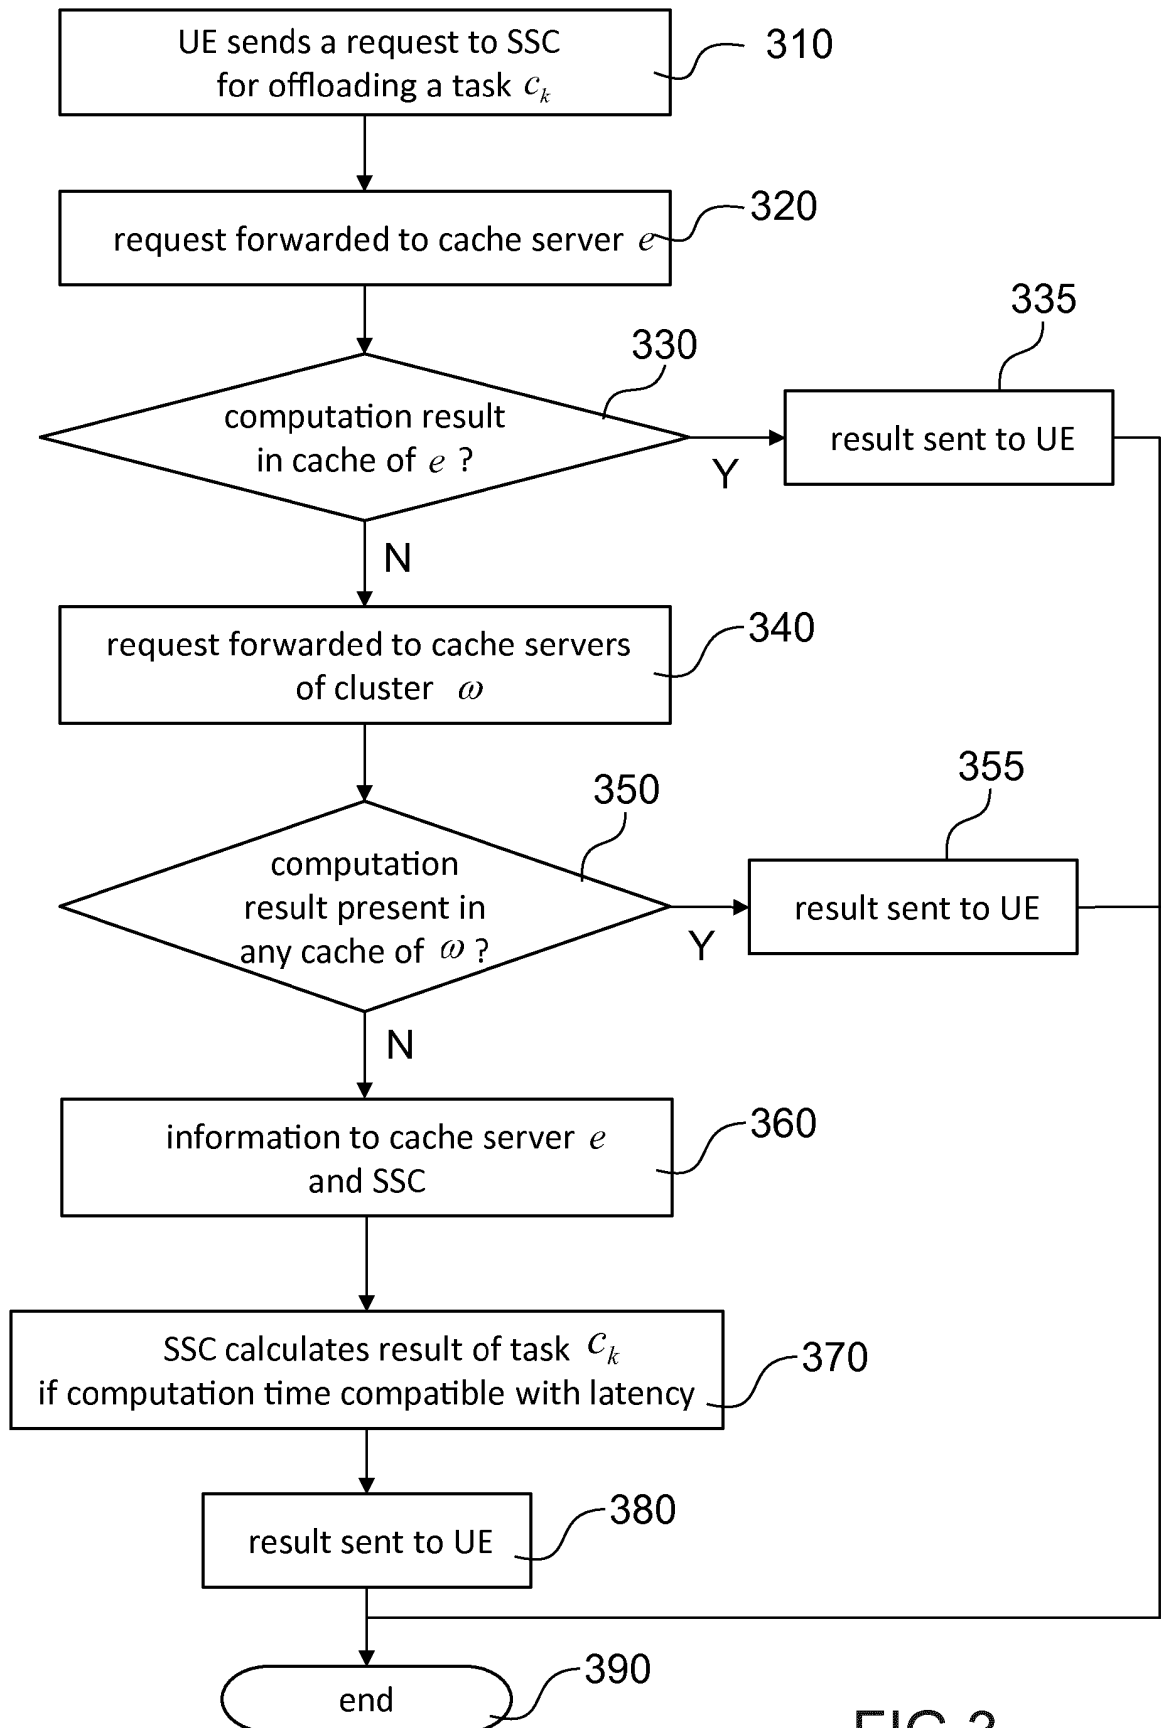 UE sends a request to SSC
for offloading a task c_k
310
request forwarded to cache server e
320
335
330
computation result
in cache of e ?
result sent to UE
Y
N
request forwarded to cache servers
of cluster ω
340
355
350
computation
result present in
any cache of ω ?
result sent to UE
Y
N
information to cache server e
and SSC
360
SSC calculates result of task c_k
if computation time compatible with latency
370
result sent to UE
380
end
390
FIG.3